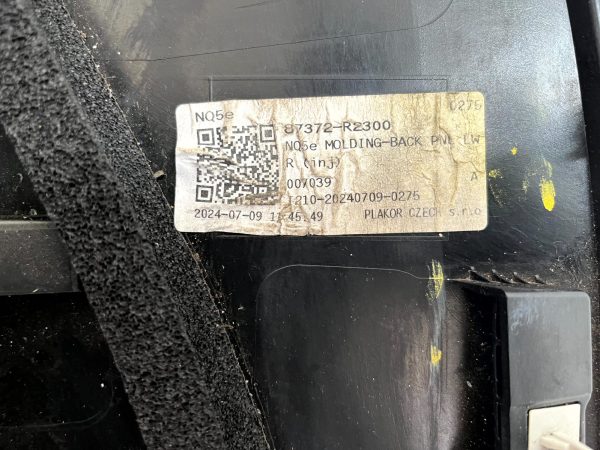 NQ5e 0275
87372-R2300
NQ5e MOLDING-BACK PNL LW
R (inj)
007039 A
I210-20240709-0275
2024-07-09 11.45.49 PLAKOR CZECH s.r.o